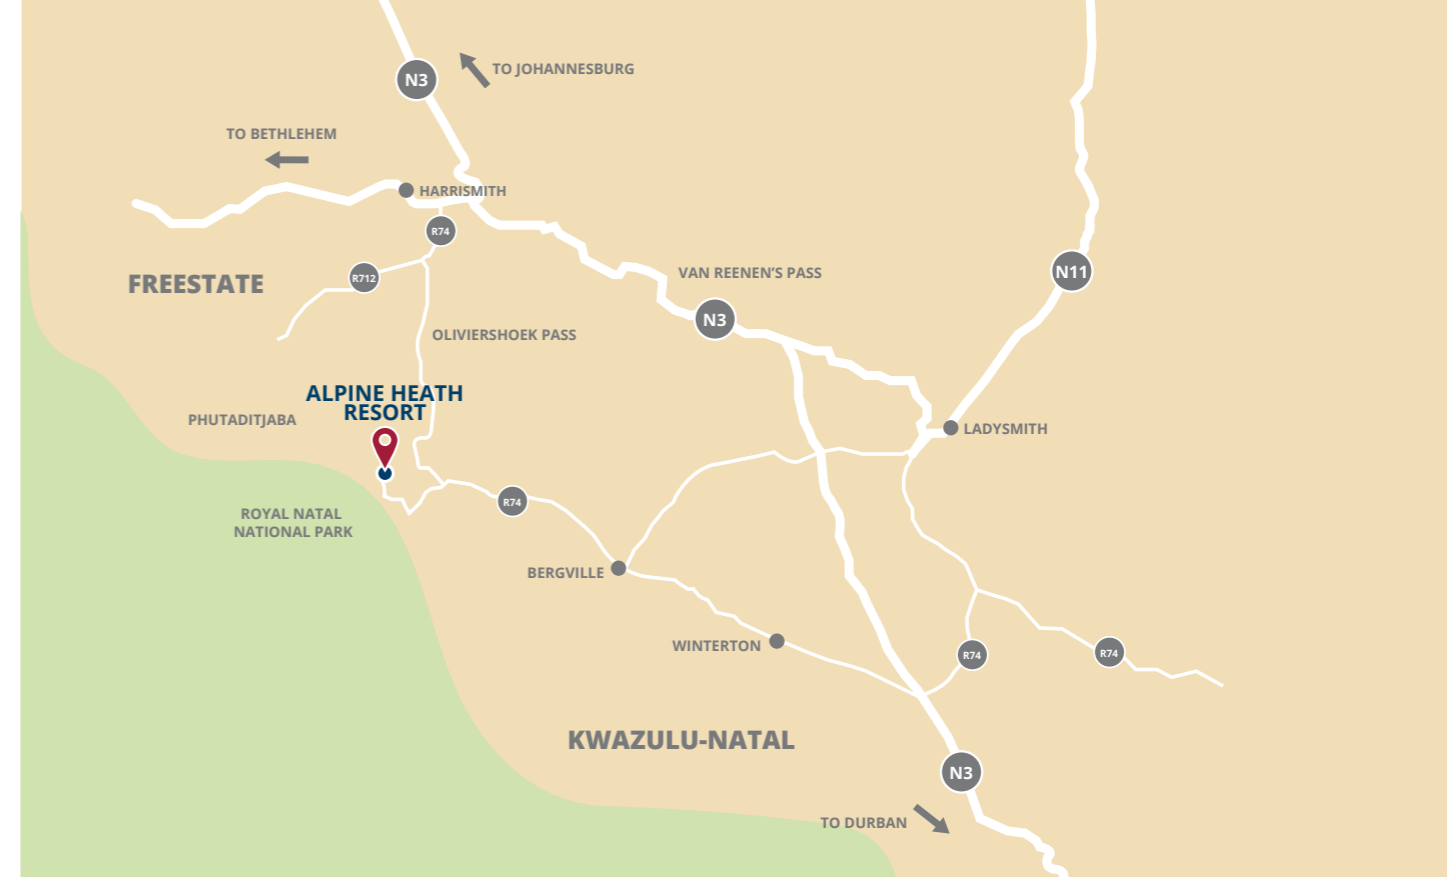 TO JOHANNESBURG
N3
TO BETHLEHEM
HARRISMITH
R74
R712
N11
VAN REENEN'S PASS
FREESTATE
N3
OLIVIERSHOEK PASS
ALPINE HEATH
RESORT
PHUTADITJABA
LADYSMITH
R74
ROYAL NATAL
NATIONAL PARK
BERGVILLE
WINTERTON
R74
R74
KWAZULU-NATAL
N3
TO DURBAN